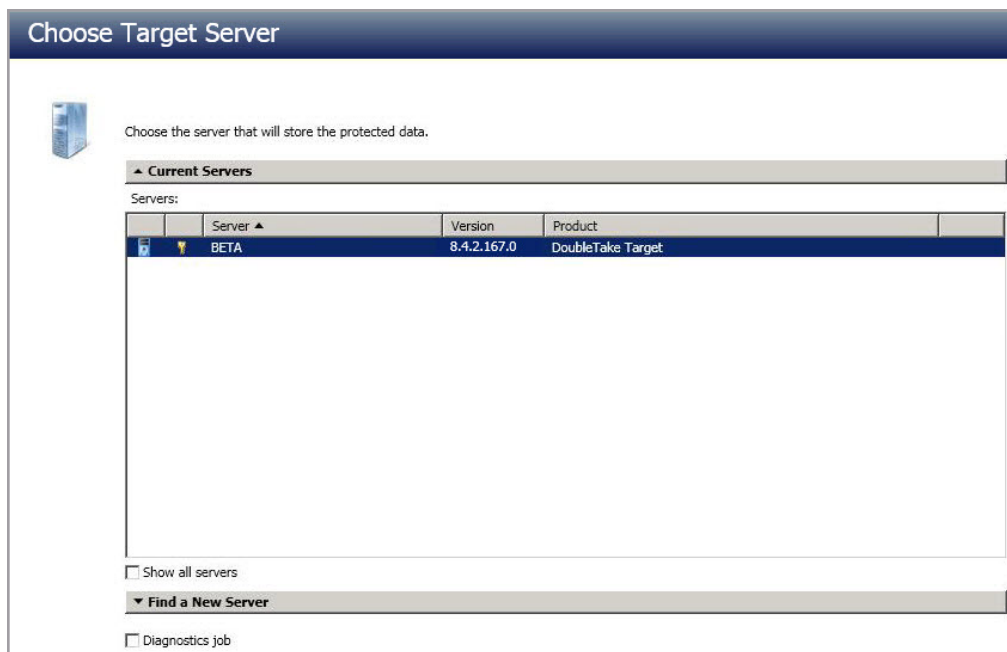 Choose Target Server
Choose the server that will store the protected data.
▲ Current Servers
Servers:
Server ▲ Version Product
BETA 8.4.2.167.0 DoubleTake Target
Show all servers
▼ Find a New Server
Diagnostics job